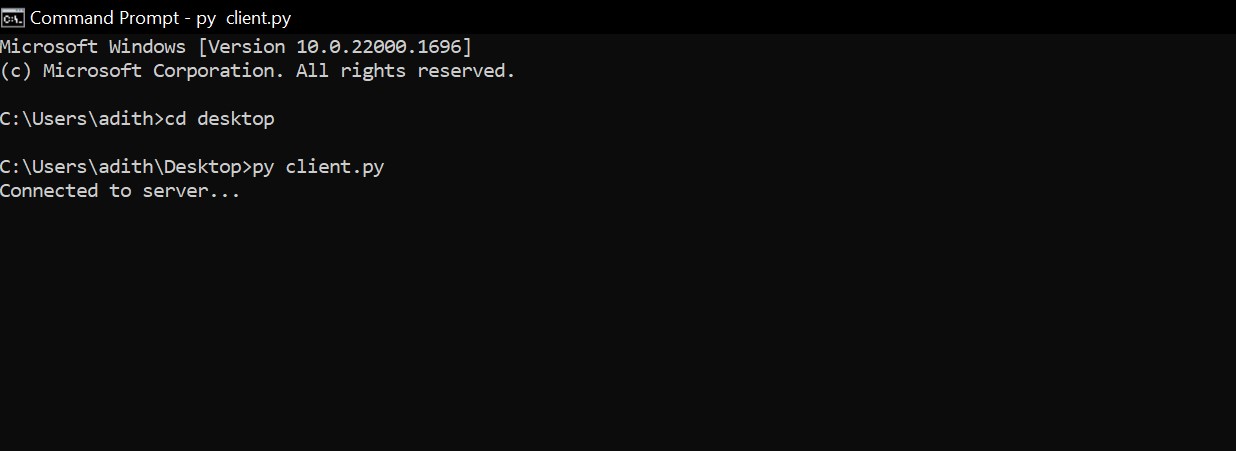 Command Prompt - py  client.py
Microsoft Windows [Version 10.0.22000.1696]
(c) Microsoft Corporation. All rights reserved.
C:\Users\adith>cd desktop
C:\Users\adith\Desktop>py client.py
Connected to server...